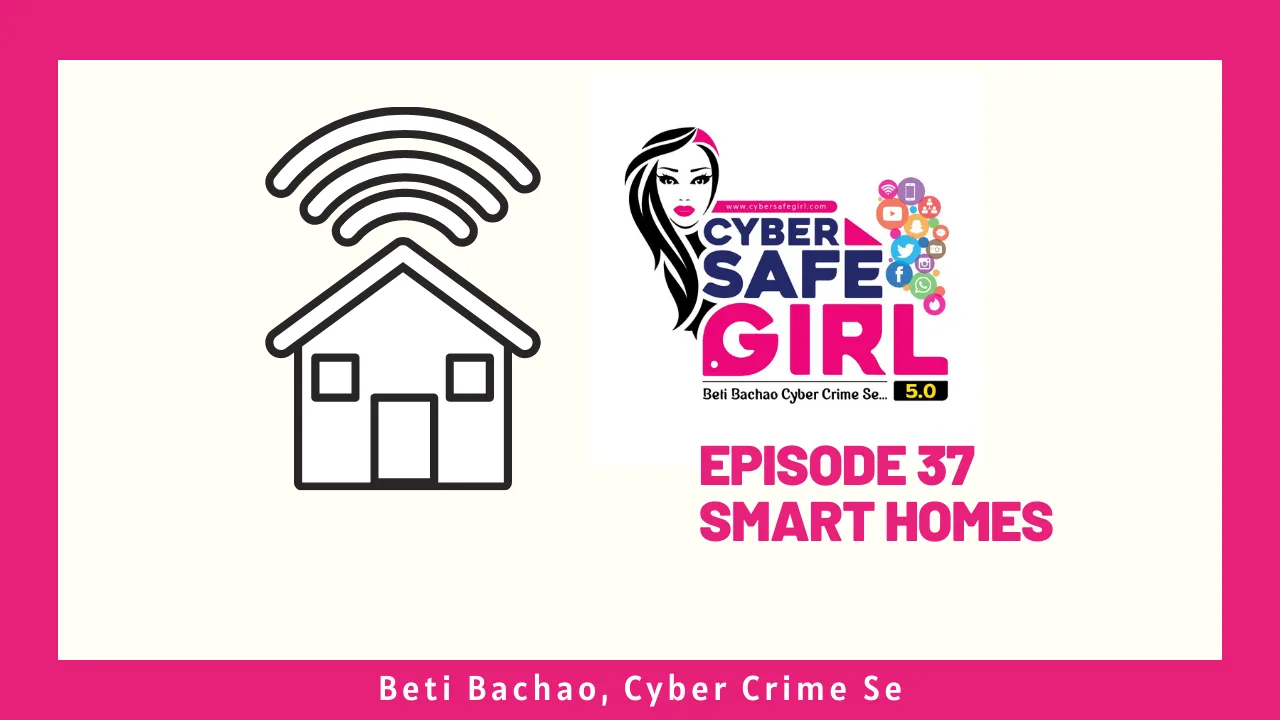 www.cybersafegirl.com
CYBER
SAFE
GIRL
Beti Bachao Cyber Crime Se... 5.0
EPISODE 37
SMART HOMES
Beti Bachao, Cyber Crime Se